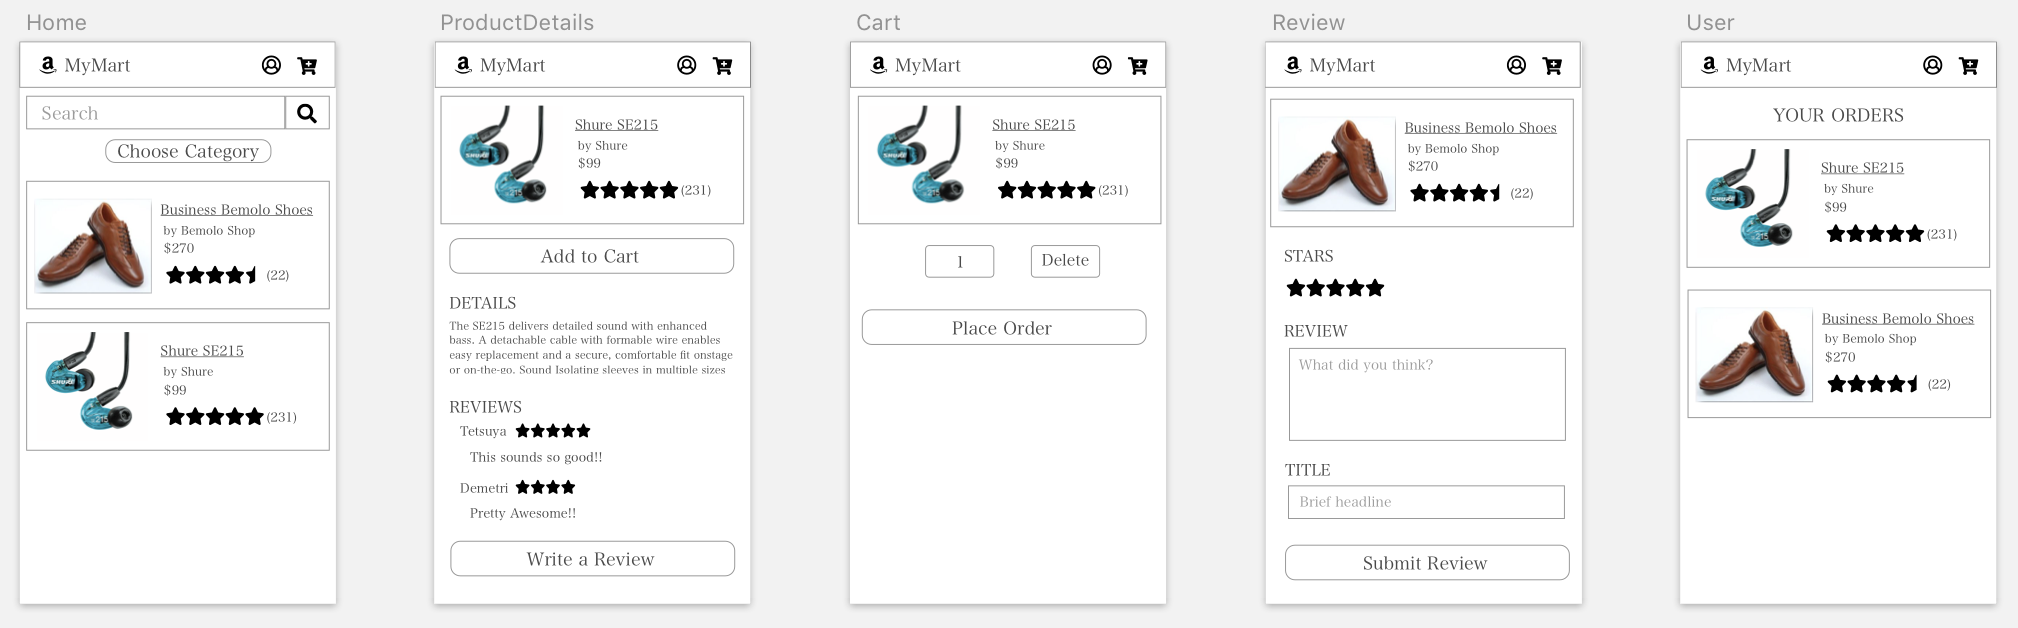 Home
MyMart
Search
Choose Category
Business Bemolo Shoes
by Bemolo Shop
$270
(22)
Shure SE215
by Shure
$99
(231)
ProductDetails
MyMart
Shure SE215
by Shure
$99
(231)
Add to Cart
DETAILS
The SE215 delivers detailed sound with enhanced
bass. A detachable cable with formable wire enables
easy replacement and a secure, comfortable fit onstage
or on-the-go. Sound Isolating sleeves in multiple sizes
REVIEWS
Tetsuya
This sounds so good!!
Demetri
Pretty Awesome!!
Write a Review
Cart
MyMart
Shure SE215
by Shure
$99
(231)
1
Delete
Place Order
Review
MyMart
Business Bemolo Shoes
by Bemolo Shop
$270
(22)
STARS
REVIEW
What did you think?
TITLE
Brief headline
Submit Review
User
MyMart
YOUR ORDERS
Shure SE215
by Shure
$99
(231)
Business Bemolo Shoes
by Bemolo Shop
$270
(22)